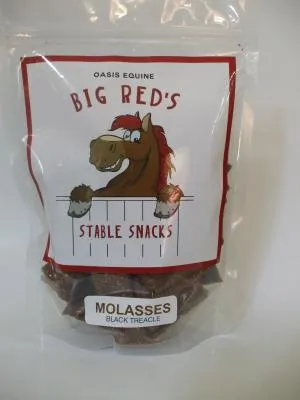 OASIS EQUINE
BIG RED'S
STABLE SNACKS
MOLASSES
BLACK TREACLE